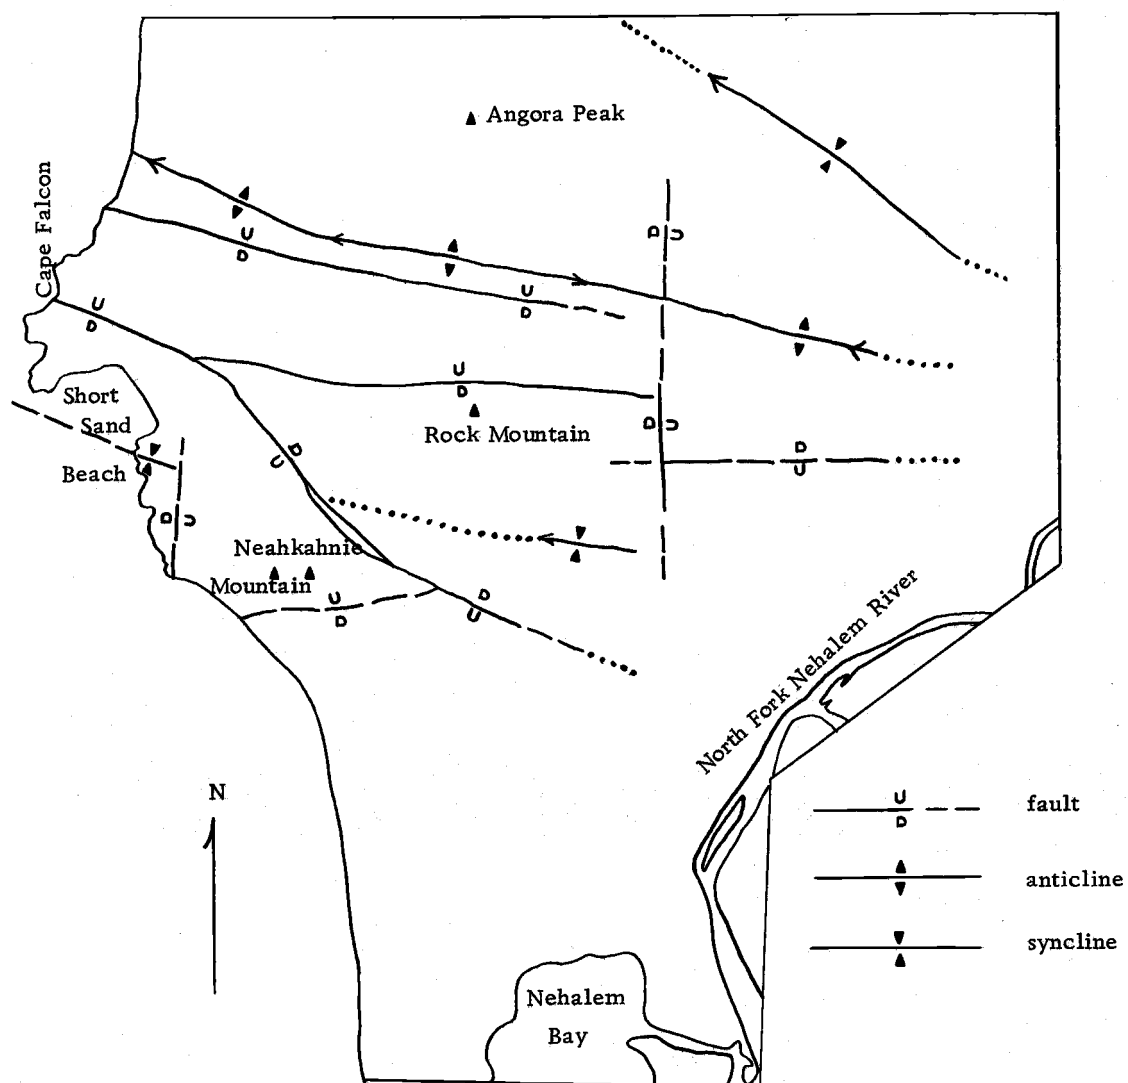 Angora Peak
Cape Falcon
D U
U
D
U
D
U
D
U
D
Short
Sand
Beach
Rock Mountain
D U
D
U
D
U
D U
Neahkahnie
Mountain
U
D
D
U
North Fork Nehalem River
N
U
D
fault
anticline
syncline
Nehalem
Bay